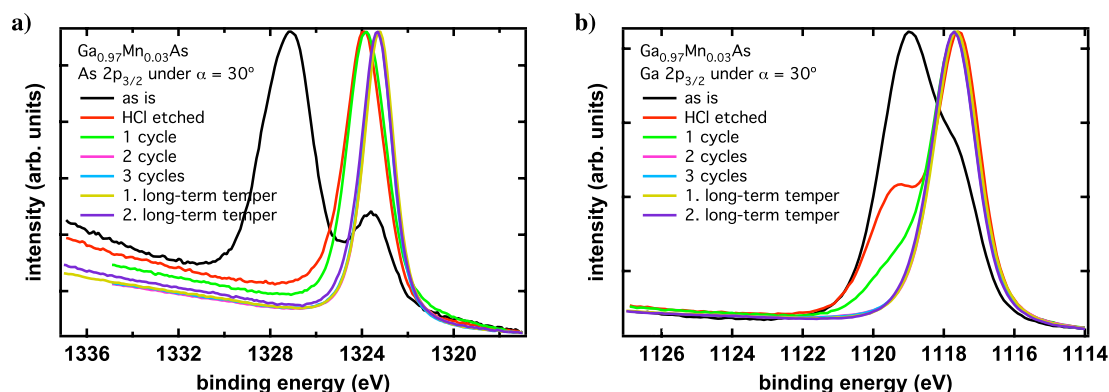 a)
Ga0.97Mn0.03As
As 2p3/2 under α = 30º
as is
HCl etched
1 cycle
2 cycle
3 cycles
1. long-term temper
2. long-term temper
intensity (arb. units)
1336 1332 1328 1324 1320
binding energy (eV)
b)
Ga0.97Mn0.03As
Ga 2p3/2 under α = 30º
as is
HCl etched
1 cycle
2 cycles
3 cycles
1. long-term temper
2. long-term temper
intensity (arb. units)
1126 1124 1122 1120 1118 1116 1114
binding energy (eV)